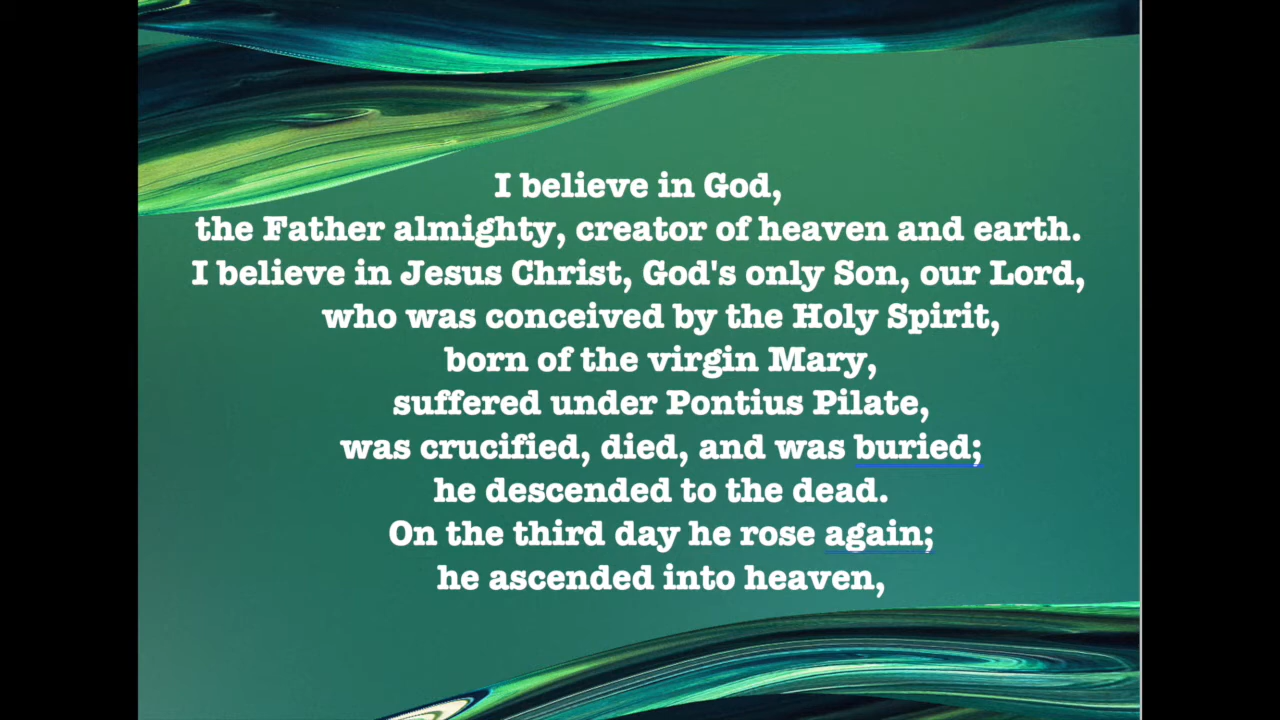 I believe in God,
the Father almighty, creator of heaven and earth.
I believe in Jesus Christ, God's only Son, our Lord,
who was conceived by the Holy Spirit,
born of the virgin Mary,
suffered under Pontius Pilate,
was crucified, died, and was buried;
he descended to the dead.
On the third day he rose again;
he ascended into heaven,